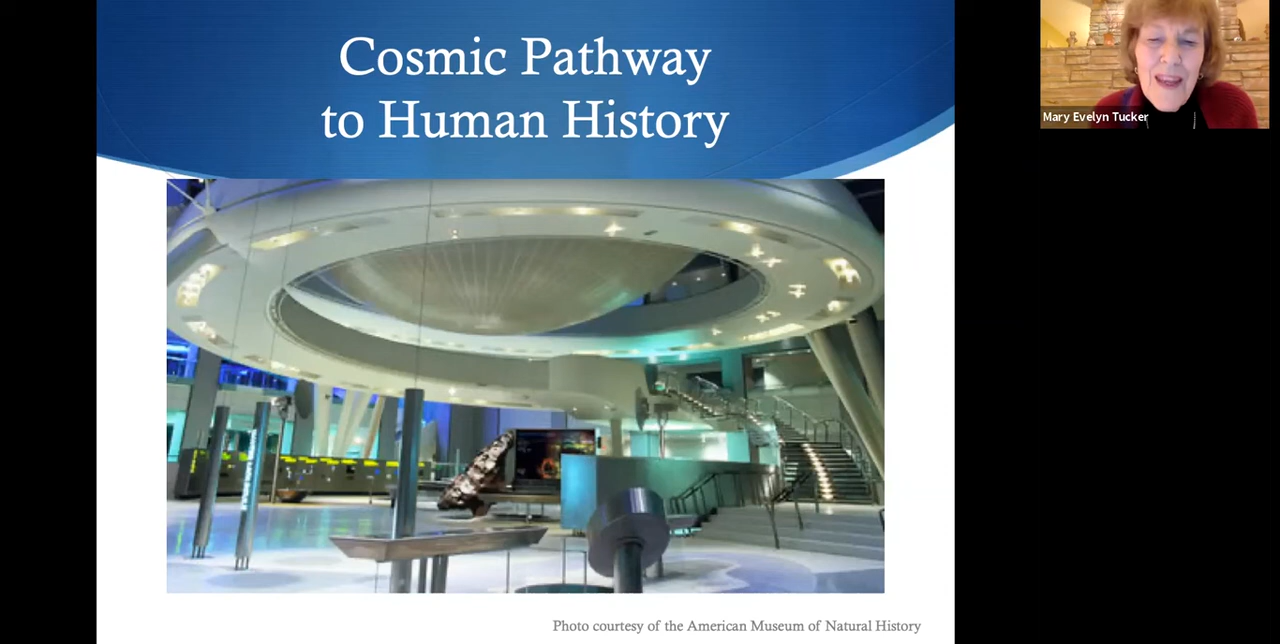 Cosmic Pathway
to Human History
Mary Evelyn Tucker
Photo courtesy of the American Museum of Natural History